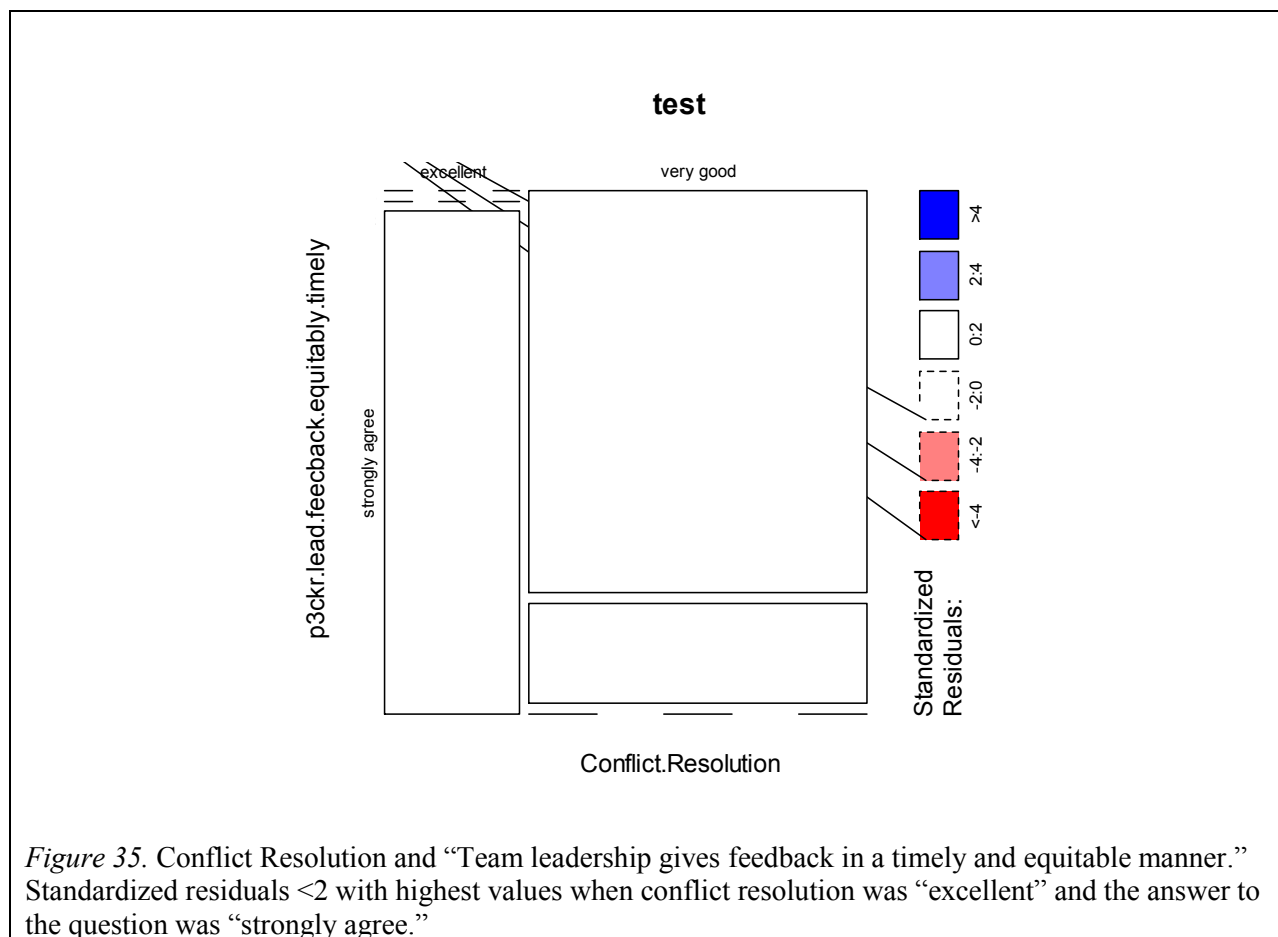 test
excellent
very good
p3ckr.lead.feecback.equitably.timely
strongly agree
>4
2:4
0:2
-2:0
-4:-2
<-4
Standardized
Residuals:
Conflict.Resolution
Figure 35. Conflict Resolution and “Team leadership gives feedback in a timely and equitable manner.”
Standardized residuals <2 with highest values when conflict resolution was “excellent” and the answer to
the question was “strongly agree.”